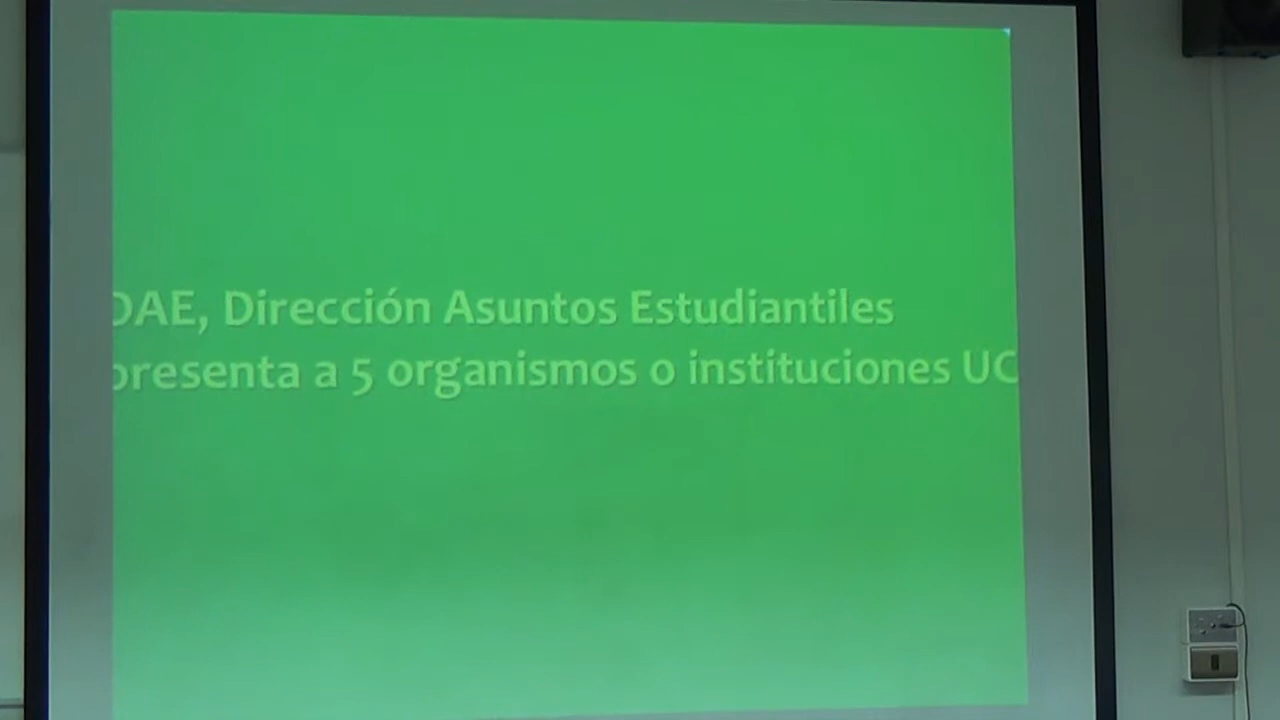 DAE, Dirección Asuntos Estudiantiles
presenta a 5 organismos o instituciones UC